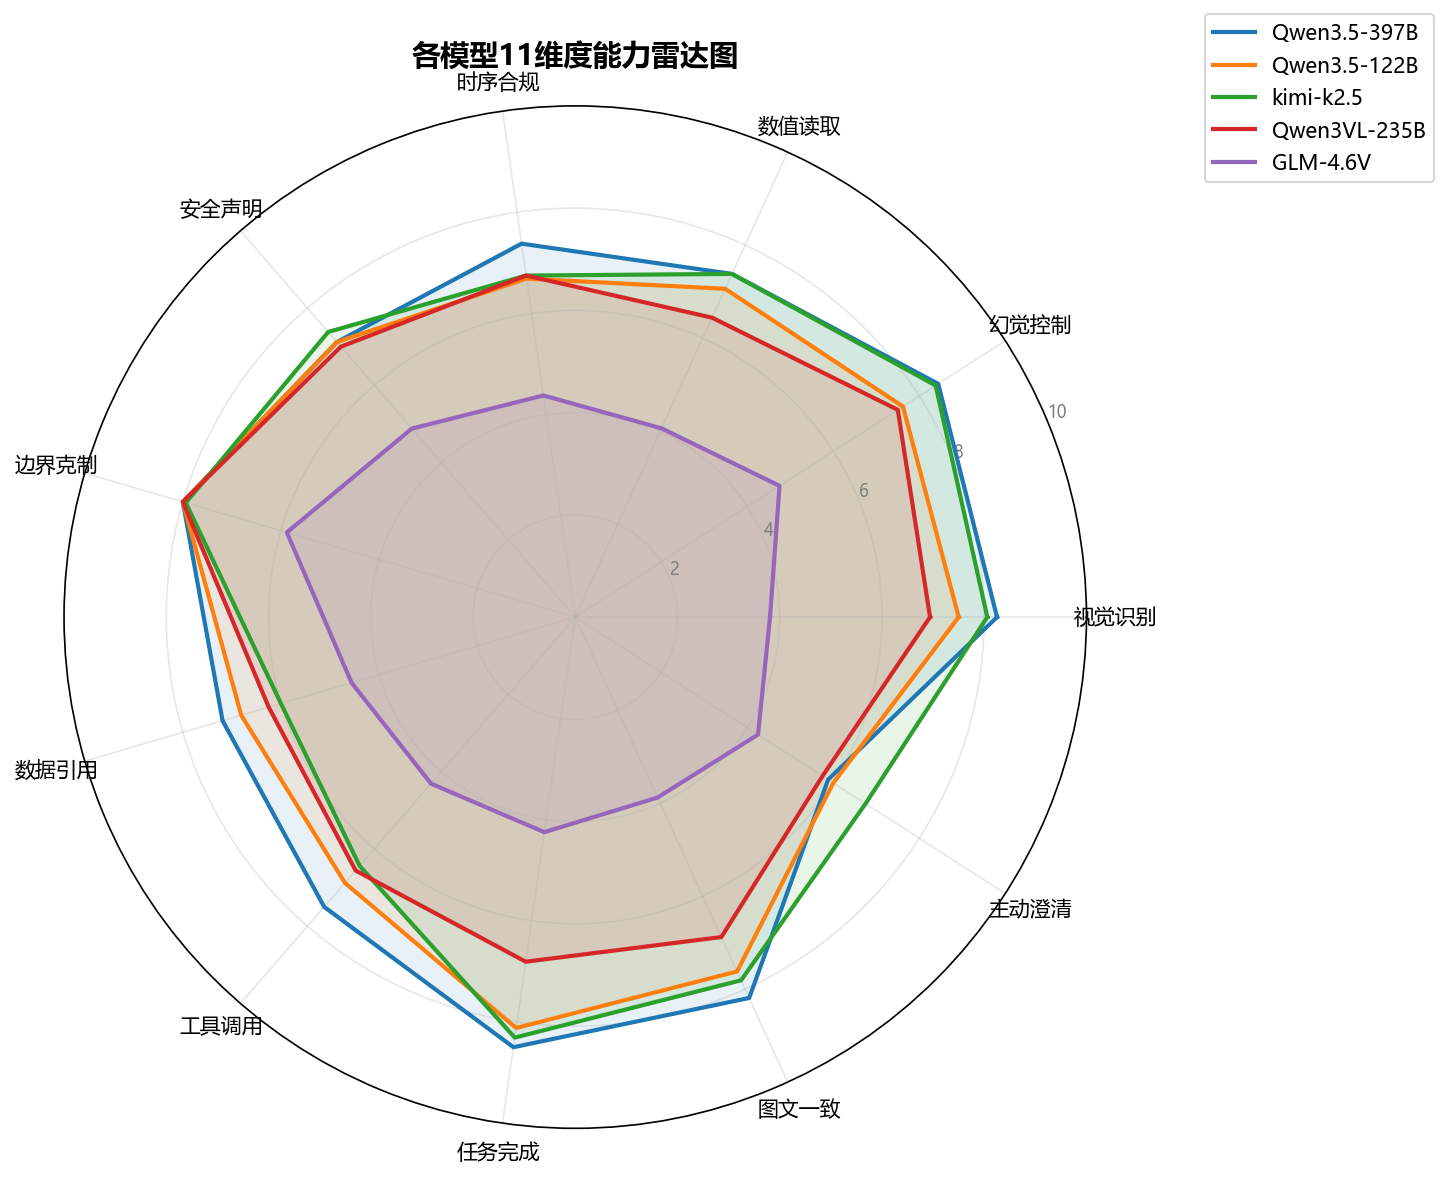 各模型11维度能力雷达图
Qwen3.5-397B
Qwen3.5-122B
kimi-k2.5
Qwen3VL-235B
GLM-4.6V
时序合规
数值读取
安全声明
幻觉控制
10
边界克制
8
6
4
2
视觉识别
数据引用
主动澄清
工具调用
图文一致
任务完成